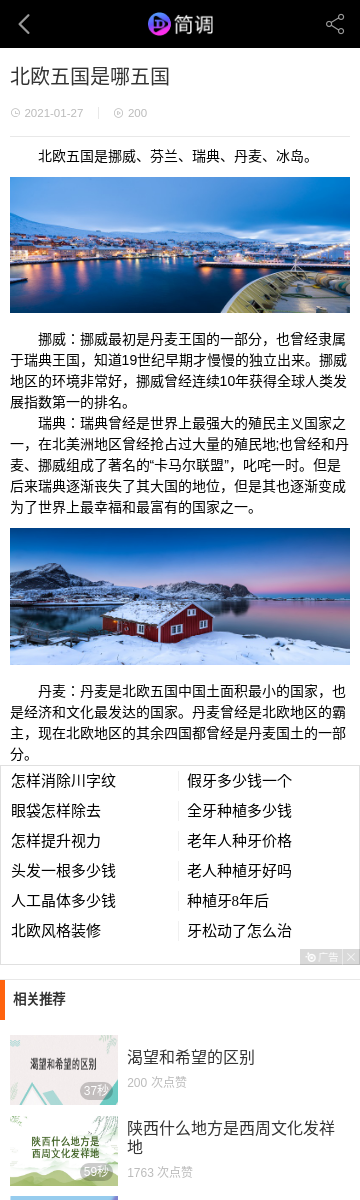 简调
北欧五国是哪五国
2021-01-27
200
北欧五国是挪威、芬兰、瑞典、丹麦、冰岛。
挪威：挪威最初是丹麦王国的一部分，也曾经隶属
于瑞典王国，知道19世纪早期才慢慢的独立出来。挪威
地区的环境非常好，挪威曾经连续10年获得全球人类发
展指数第一的排名。
瑞典：瑞典曾经是世界上最强大的殖民主义国家之
一，在北美洲地区曾经抢占过大量的殖民地;也曾经和丹
麦、挪威组成了著名的“卡马尔联盟”，叱咤一时。但是
后来瑞典逐渐丧失了其大国的地位，但是其也逐渐变成
为了世界上最幸福和最富有的国家之一。
丹麦：丹麦是北欧五国中国土面积最小的国家，也
是经济和文化最发达的国家。丹麦曾经是北欧地区的霸
主，现在北欧地区的其余四国都曾经是丹麦国土的一部
分。
怎样消除川字纹
假牙多少钱一个
眼袋怎样除去
全牙种植多少钱
怎样提升视力
老年人种牙价格
头发一根多少钱
老人种植牙好吗
人工晶体多少钱
种植牙8年后
北欧风格装修
牙松动了怎么治
广告
相关推荐
渴望和希望的区别
37秒
渴望和希望的区别
200 次点赞
陕西什么地方是
西周文化发祥地
59秒
陕西什么地方是西周文化发祥
地
1763 次点赞